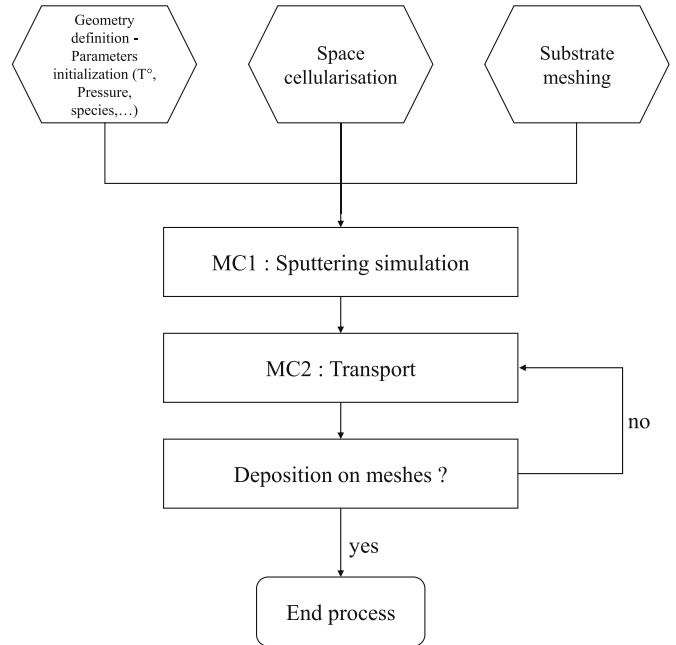 Geometry
definition -
Parameters
initialization (T°,
Pressure,
species,...)
Space
cellularisation
Substrate
meshing
MC1 : Sputtering simulation
MC2 : Transport
no
Deposition on meshes ?
yes
End process